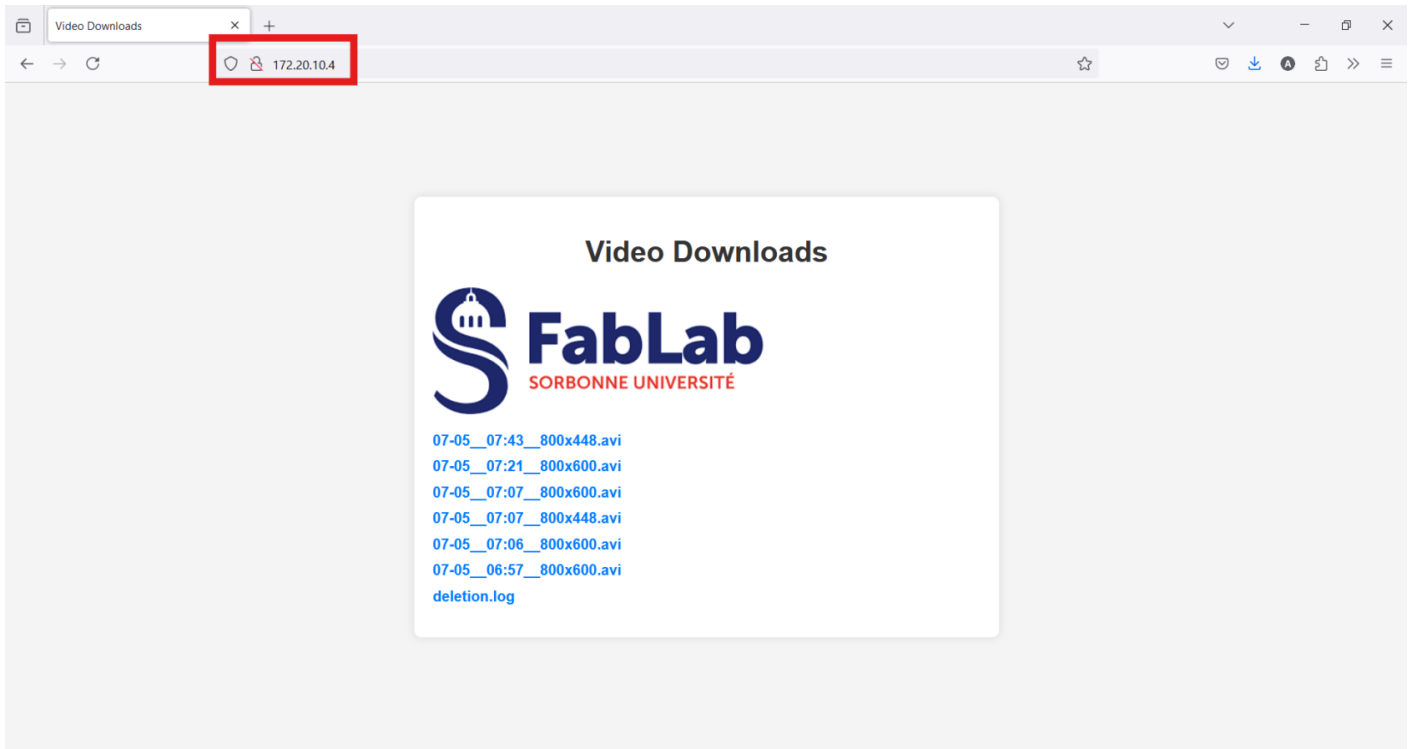 Video Downloads
172.20.10.4
A
Video Downloads
FabLab
SORBONNE UNIVERSITÉ
07-05__07:43__800x448.avi
07-05__07:21__800x600.avi
07-05__07:07__800x600.avi
07-05__07:07__800x448.avi
07-05__07:06__800x600.avi
07-05__06:57__800x600.avi
deletion.log